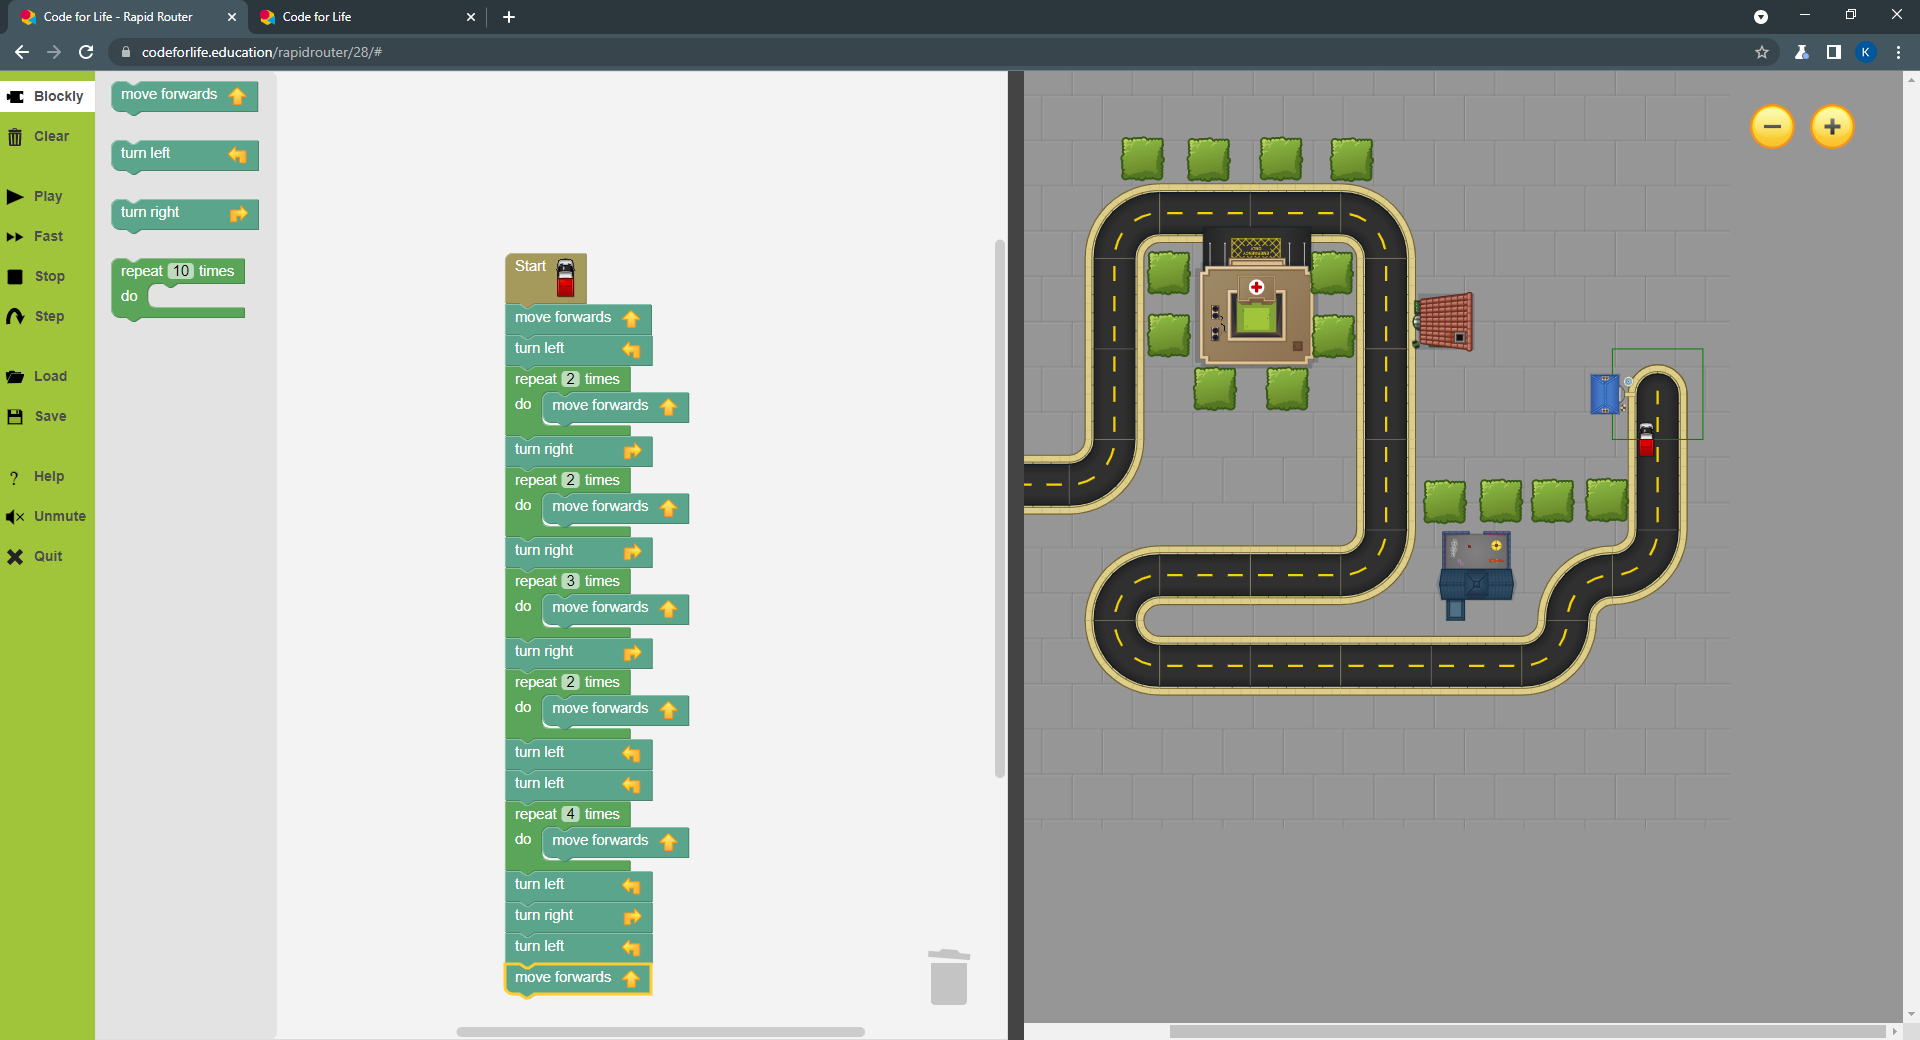 Code for Life - Rapid Router
Code for Life
codeforlife.education/rapidrouter/28/#
K
Blockly
Clear
Play
Fast
Stop
Step
Load
Save
Help
Unmute
Quit
move forwards
turn left
turn right
repeat 10 times
do
Start
move forwards
turn left
repeat 2 times
do move forwards
turn right
repeat 2 times
do move forwards
turn right
repeat 3 times
do move forwards
turn right
repeat 2 times
do move forwards
turn left
turn left
repeat 4 times
do move forwards
turn left
turn right
turn left
move forwards